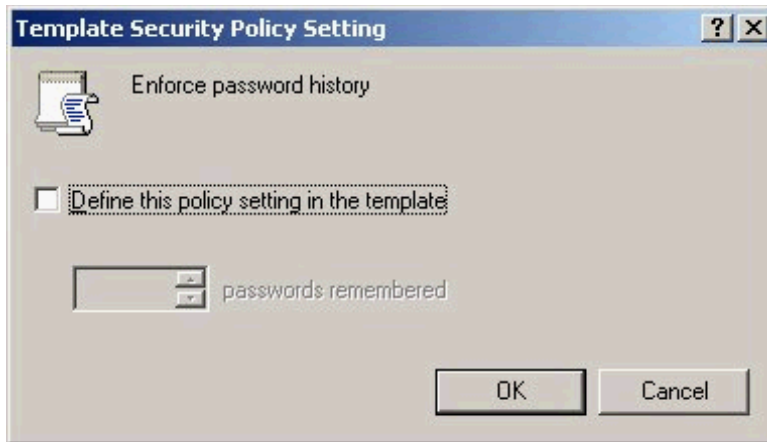 Template Security Policy Setting
Enforce password history
Define this policy setting in the template
passwords remembered
OK Cancel